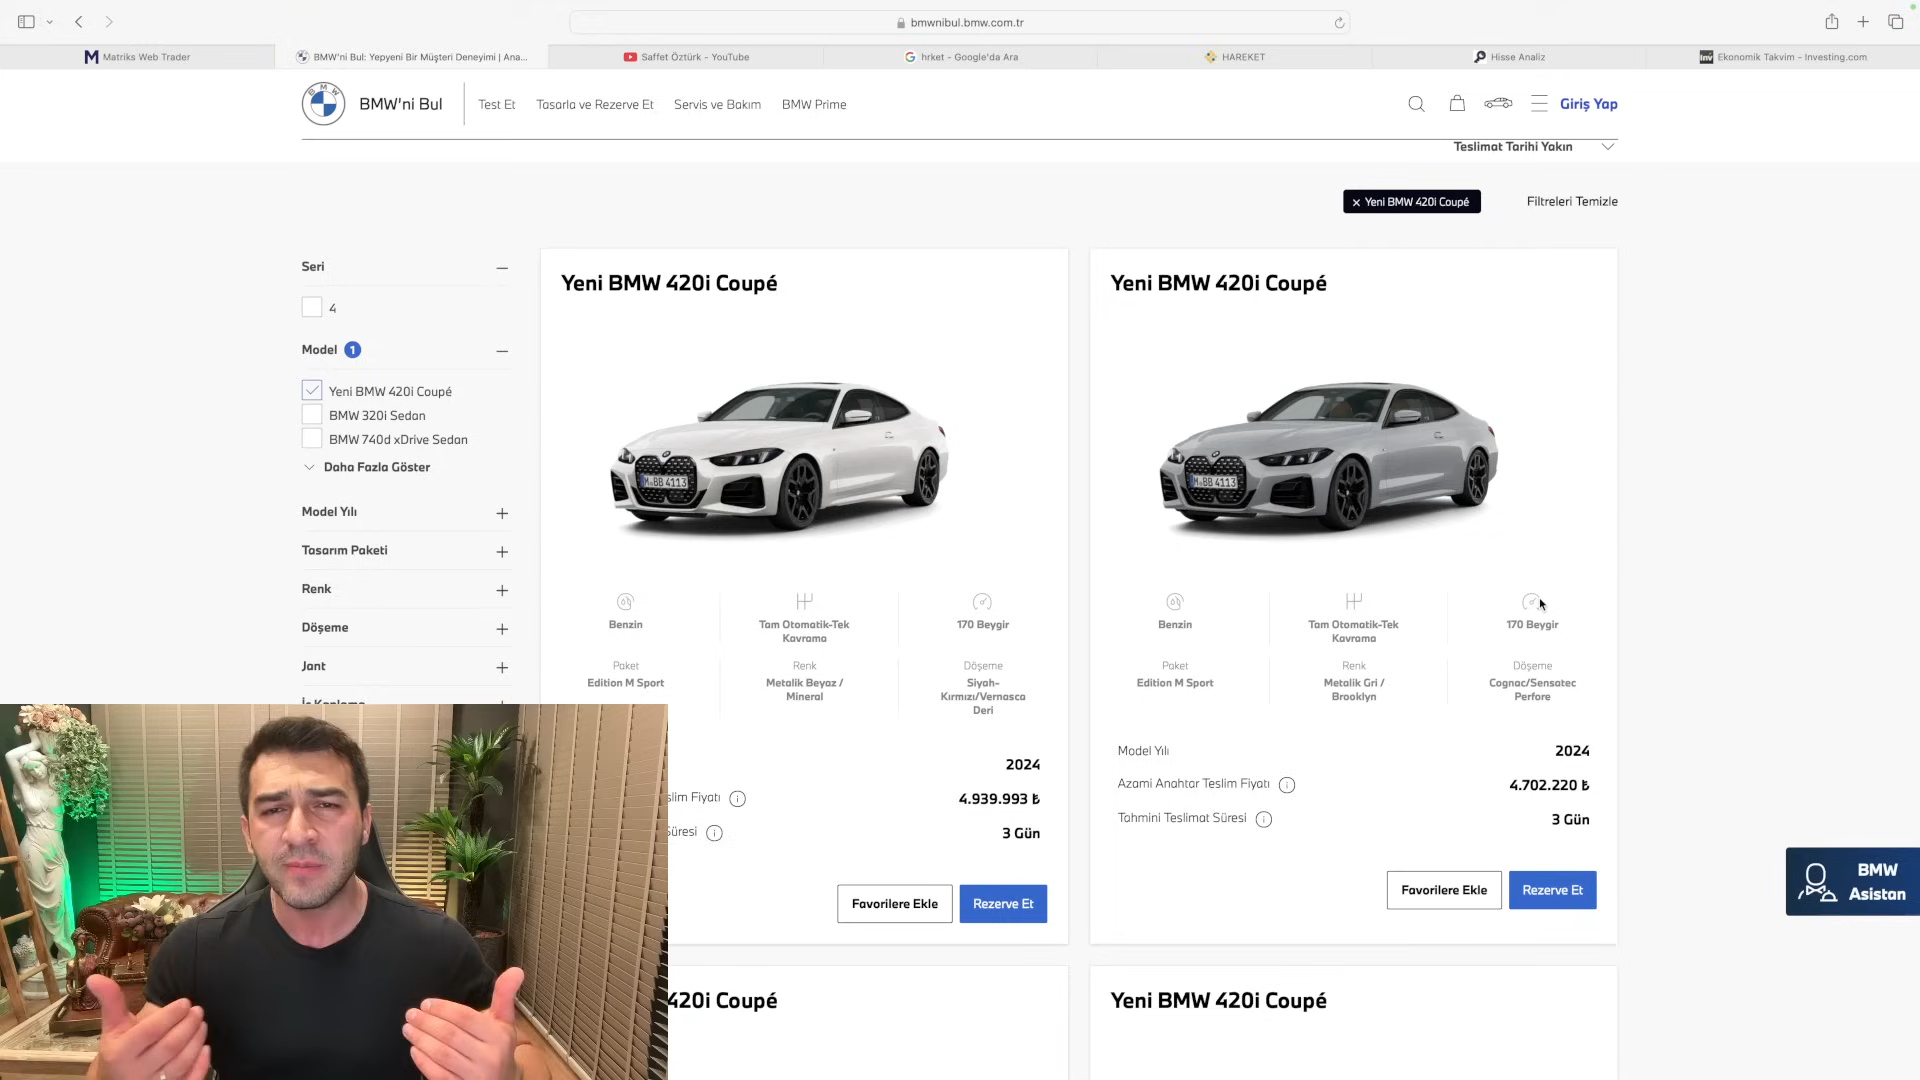 bmwnibul.bmw.com.tr
Matriks Web Trader
BMW'ni Bul: Yepyeni Bir Müşteri Deneyimi | Ana...
Saffet Öztürk - YouTube
hrket - Google'da Ara
HAREKET
Hisse Analiz
Ekonomik Takvim - Investing.com
BMW'ni Bul
Test Et
Tasarla ve Rezerve Et
Servis ve Bakım
BMW Prime
Giriş Yap
Teslimat Tarihi Yakın
× Yeni BMW 420i Coupé
Filtreleri Temizle
Seri
4
Model 1
Yeni BMW 420i Coupé
BMW 320i Sedan
BMW 740d xDrive Sedan
Daha Fazla Göster
Model Yılı
Tasarım Paketi
Renk
Döşeme
Jant
Yeni BMW 420i Coupé
M BB 4113
Benzin
Tam Otomatik-Tek
Kavrama
170 Beygir
Paket
Edition M Sport
Renk
Metalik Beyaz /
Mineral
Döşeme
Siyah-
Kırmızı/Vernasca
Deri
2024
slim Fiyatı
4.939.993 ₺
Süresi
3 Gün
Favorilere Ekle
Rezerve Et
Yeni BMW 420i Coupé
M BB 4113
Benzin
Tam Otomatik-Tek
Kavrama
170 Beygir
Paket
Edition M Sport
Renk
Metalik Gri /
Brooklyn
Döşeme
Cognac/Sensatec
Perfore
Model Yılı
2024
Azami Anahtar Teslim Fiyatı
4.702.220 ₺
Tahmini Teslimat Süresi
3 Gün
Favorilere Ekle
Rezerve Et
BMW
Asistan
420i Coupé
Yeni BMW 420i Coupé